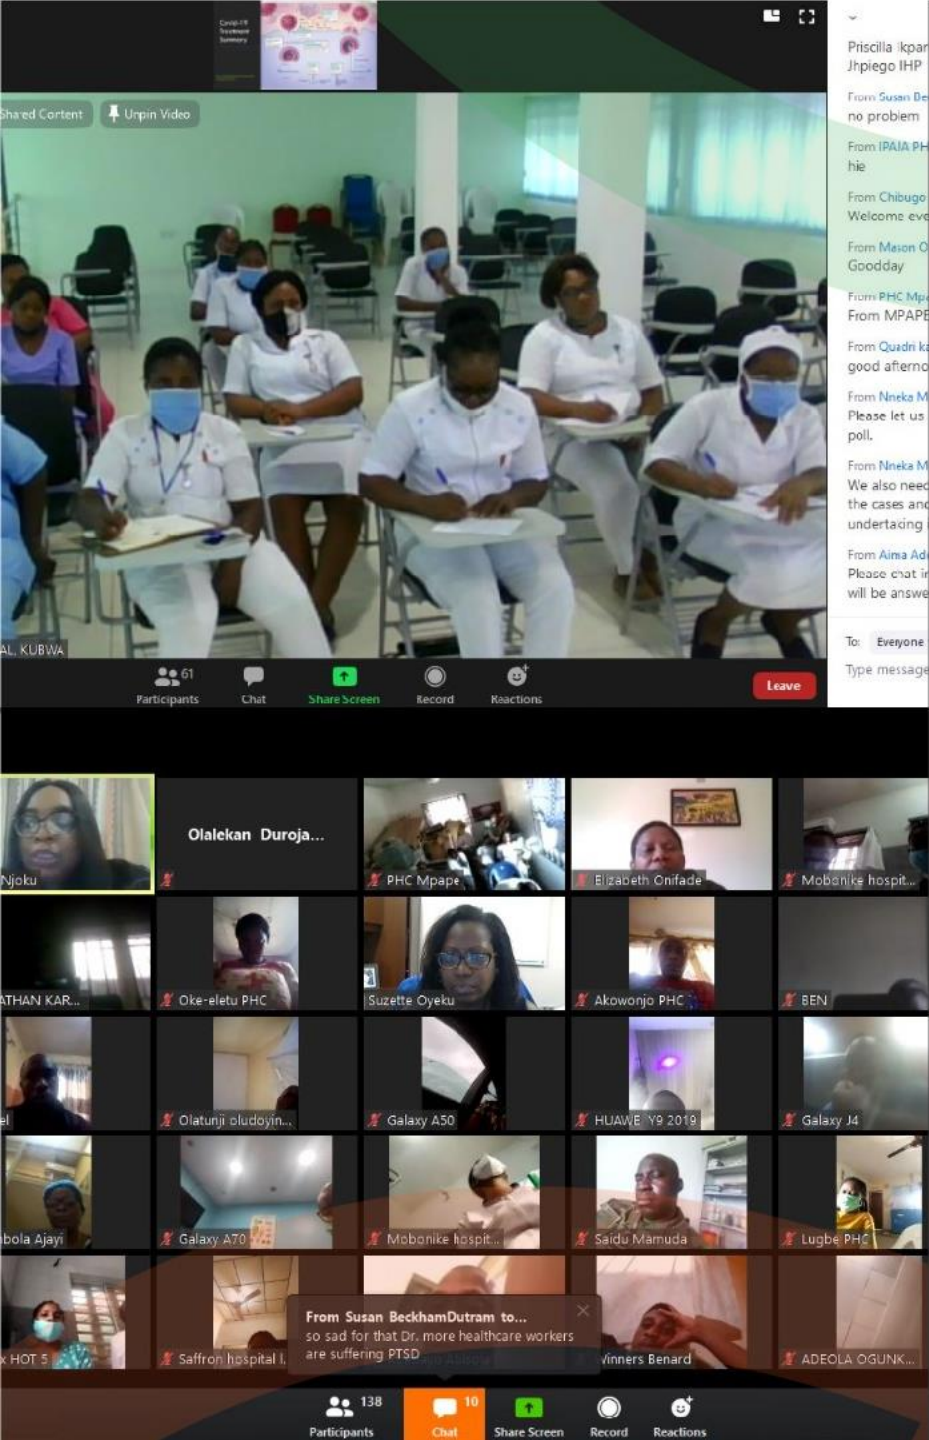 Covid-19
Treatment
Summary
Shared Content
Unpin Video
Priscilla Ikpar
Jhpiego IHP
From Susan Be
no problem
From IPAJA PH
hie
From Chibugo
Welcome eve
From Mason O
Goodday
From PHC Mpa
From MPAPE
From Quadri ka
good afterno
From Nneka M
Please let us
poll.
From Nneka M
We also need
the cases and
undertaking
From Aima Ade
Please chat in
will be answe
AL, KUBWA
To: Everyone
Type message
61
Participants
Chat
Share Screen
Record
Reactions
Leave
Njoku
Olalekan Duroja...
PHC Mpape
Elizabeth Onifade
Mobonike hospit...
ATHAN KAR...
Oke-eletu PHC
Suzette Oyeku
Akowonjo PHC
BEN
el
Olatunji oludoyin...
Galaxy A50
HUAWE Y9 2019
Galaxy J4
bola Ajayi
Galaxy A70
Mobonike hospit...
Saidu Mamuda
Lugbe PHC
x HOT 5
Saffron hospital I.
From Susan BeckhamDutram to...
so sad for that Dr. more healthcare workers
are suffering PTSD
Winners Benard
ADEOLA OGUNK...
138
Participants
10
Chat
Share Screen
Record
Reactions